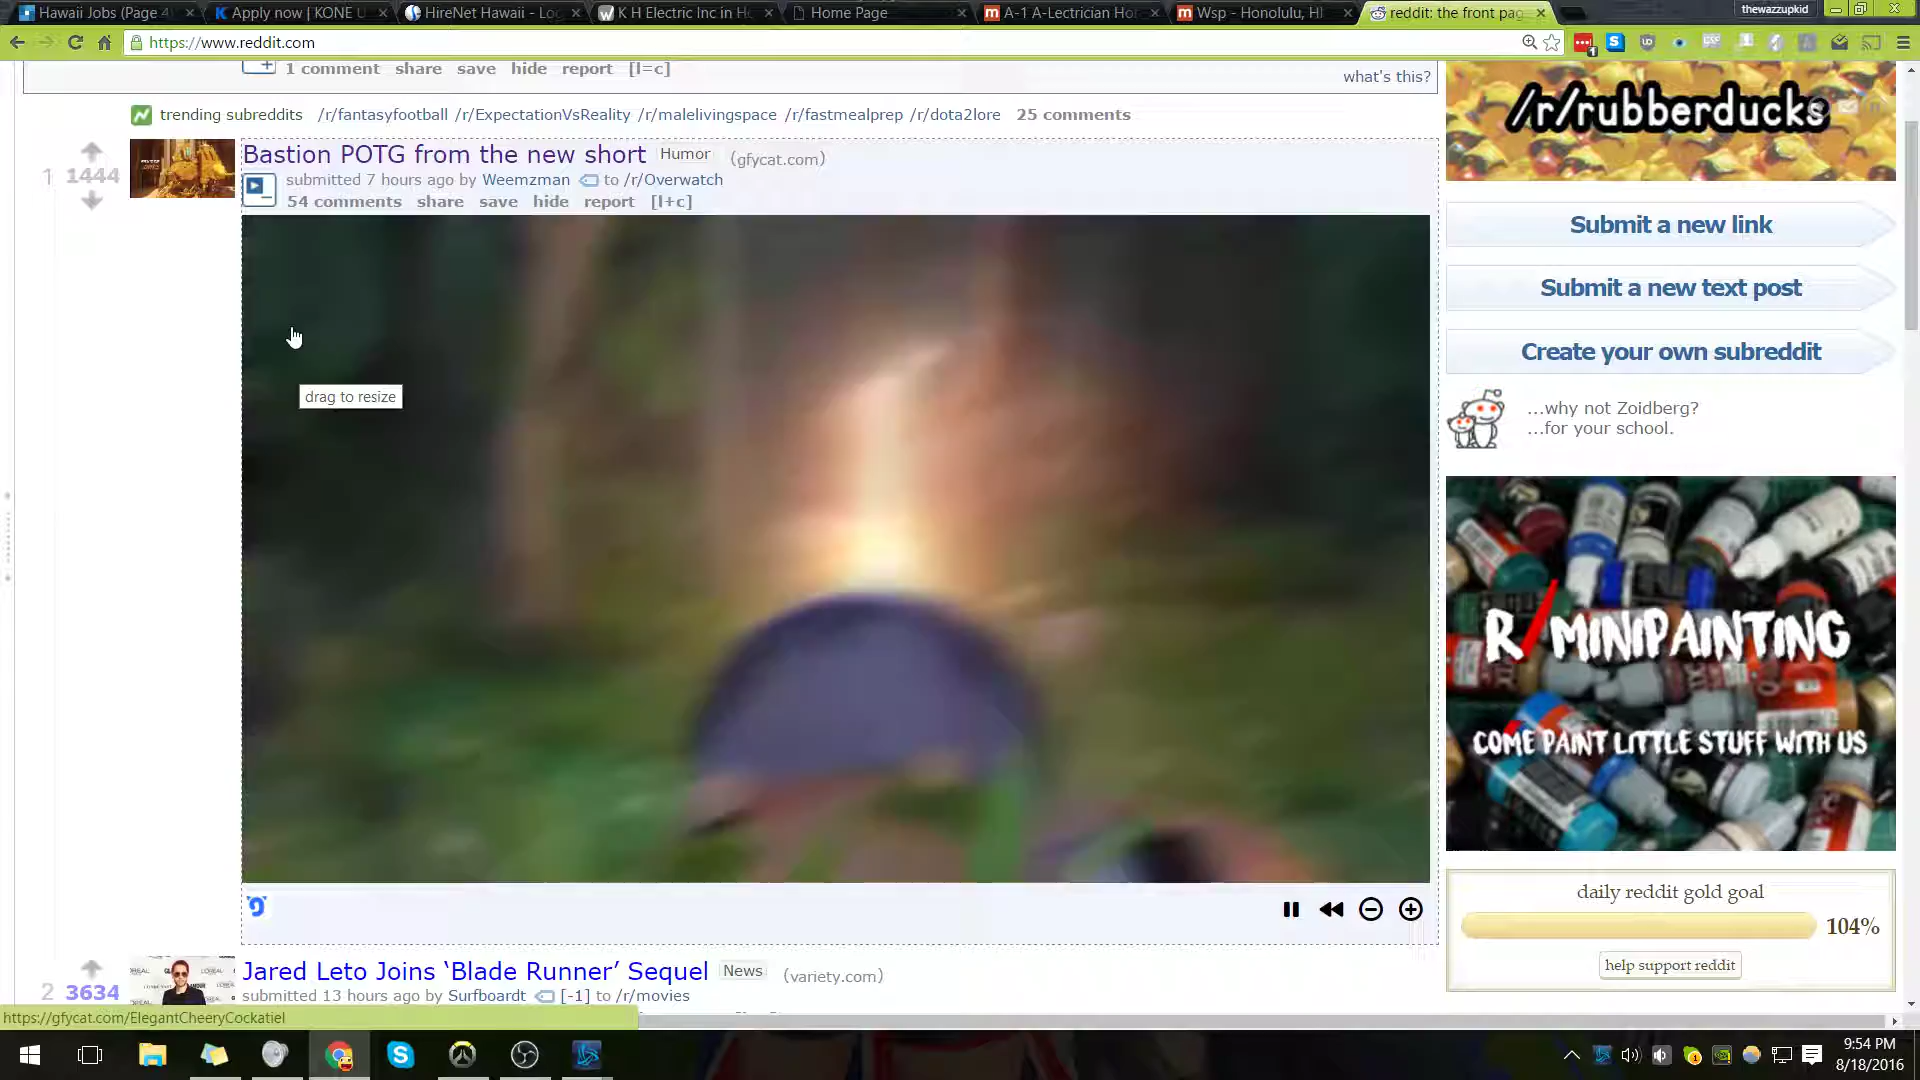 Hawaii Jobs (Page 4
Apply now | KONE U
HireNet Hawaii - Lo
K H Electric Inc in Ho
Home Page
A-1 A-Lectrician Hon
Wsp - Honolulu, HI
reddit: the front pag
thewazzupkid
https://www.reddit.com
1 comment share save hide report [l=c]
what's this?
trending subreddits /r/fantasyfootball /r/ExpectationVsReality /r/malelivingspace /r/fastmealprep /r/dota2lore 25 comments
1 1444
Bastion POTG from the new short Humor (gfycat.com)
submitted 7 hours ago by Weemzman to /r/Overwatch
54 comments share save hide report [l+c]
drag to resize
/r/rubberducks
Submit a new link
Submit a new text post
Create your own subreddit
...why not Zoidberg?
...for your school.
R/MINIPAINTING
COME PAINT LITTLE STUFF WITH US
daily reddit gold goal
104%
help support reddit
2 3634
Jared Leto Joins ‘Blade Runner’ Sequel News (variety.com)
submitted 13 hours ago by Surfboardt [-1] to /r/movies
https://gfycat.com/ElegantCheeryCockatiel
9:54 PM
8/18/2016